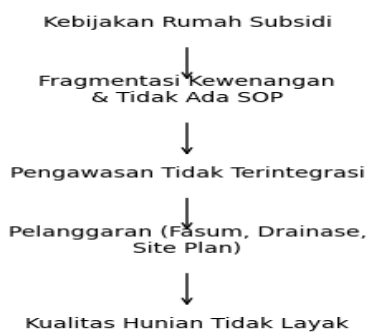 Kebijakan Rumah Subsidi
Fragmentasi Kewenangan
& Tidak Ada SOP
Pengawasan Tidak Terintegrasi
Pelanggaran (Fasum, Drainase,
Site Plan)
Kualitas Hunian Tidak Layak